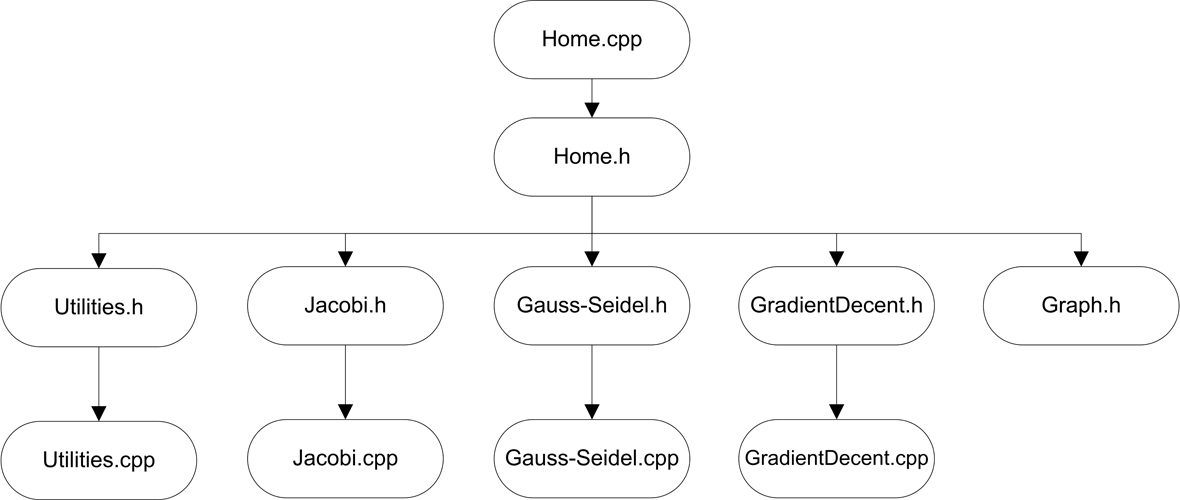 Home.cpp
Home.h
Utilities.h
Jacobi.h
Gauss-Seidel.h
GradientDecent.h
Graph.h
Utilities.cpp
Jacobi.cpp
Gauss-Seidel.cpp
GradientDecent.cpp